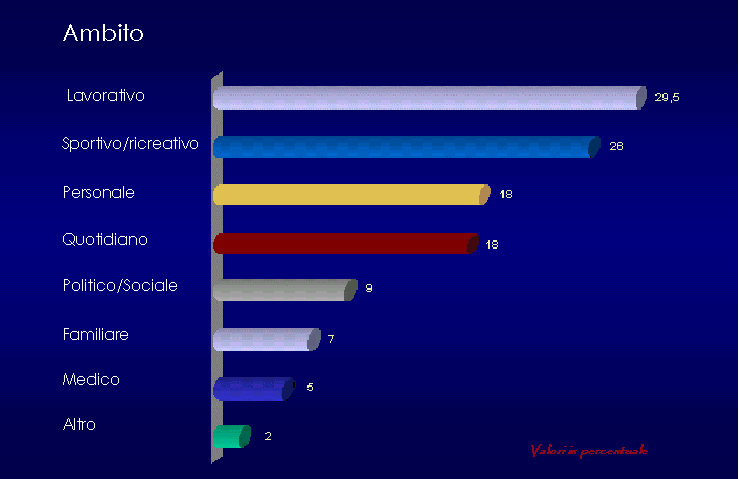 Ambito
Lavorativo 29,5
Sportivo/ricreativo 26
Personale 18
Quotidiano 18
Politico/Sociale 9
Familiare 7
Medico 5
Altro 2
Valori in percentuale